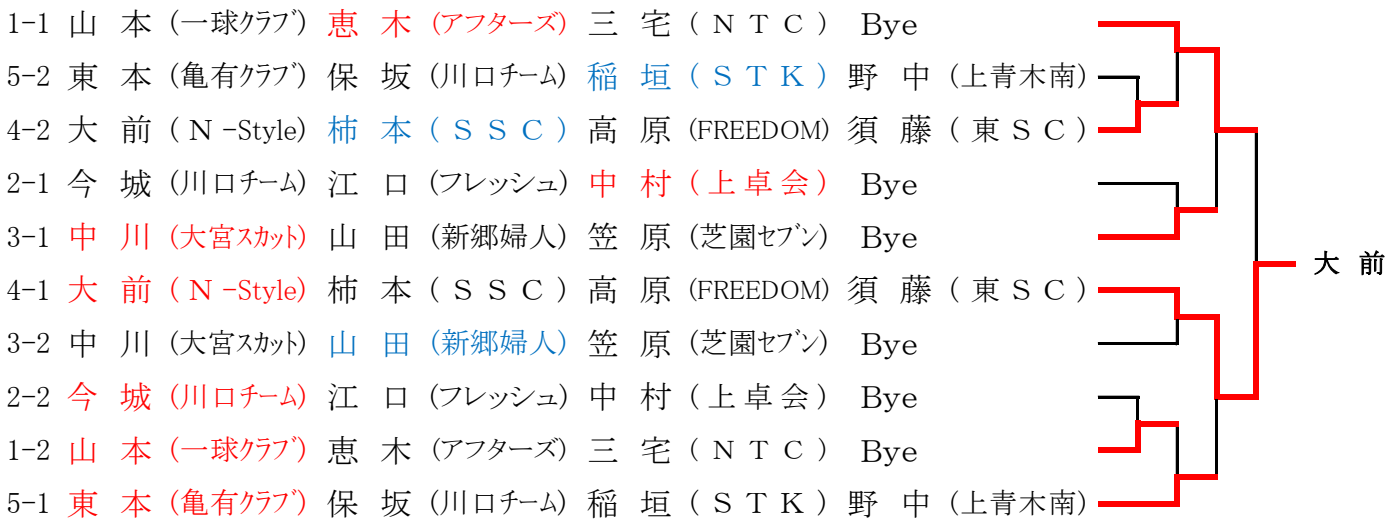 1-1 山 本 (一球クラブ) 恵 木 (アフターズ) 三 宅 (ＮＴＣ) Bye
5-2 東 本 (亀有クラブ) 保 坂 (川口チーム) 稲 垣 (ＳＴＫ) 野 中 (上青木南)
4-2 大 前 (Ｎ-Style) 柿 本 (ＳＳＣ) 高 原 (FREEDOM) 須 藤 (東ＳＣ)
2-1 今 城 (川口チーム) 江 口 (フレッシュ) 中 村 (上卓会) Bye
3-1 中 川 (大宮スカット) 山 田 (新郷婦人) 笠 原 (芝園セブン) Bye
大 前
4-1 大 前 (Ｎ-Style) 柿 本 (ＳＳＣ) 高 原 (FREEDOM) 須 藤 (東ＳＣ)
3-2 中 川 (大宮スカット) 山 田 (新郷婦人) 笠 原 (芝園セブン) Bye
2-2 今 城 (川口チーム) 江 口 (フレッシュ) 中 村 (上卓会) Bye
1-2 山 本 (一球クラブ) 恵 木 (アフターズ) 三 宅 (ＮＴＣ) Bye
5-1 東 本 (亀有クラブ) 保 坂 (川口チーム) 稲 垣 (ＳＴＫ) 野 中 (上青木南)